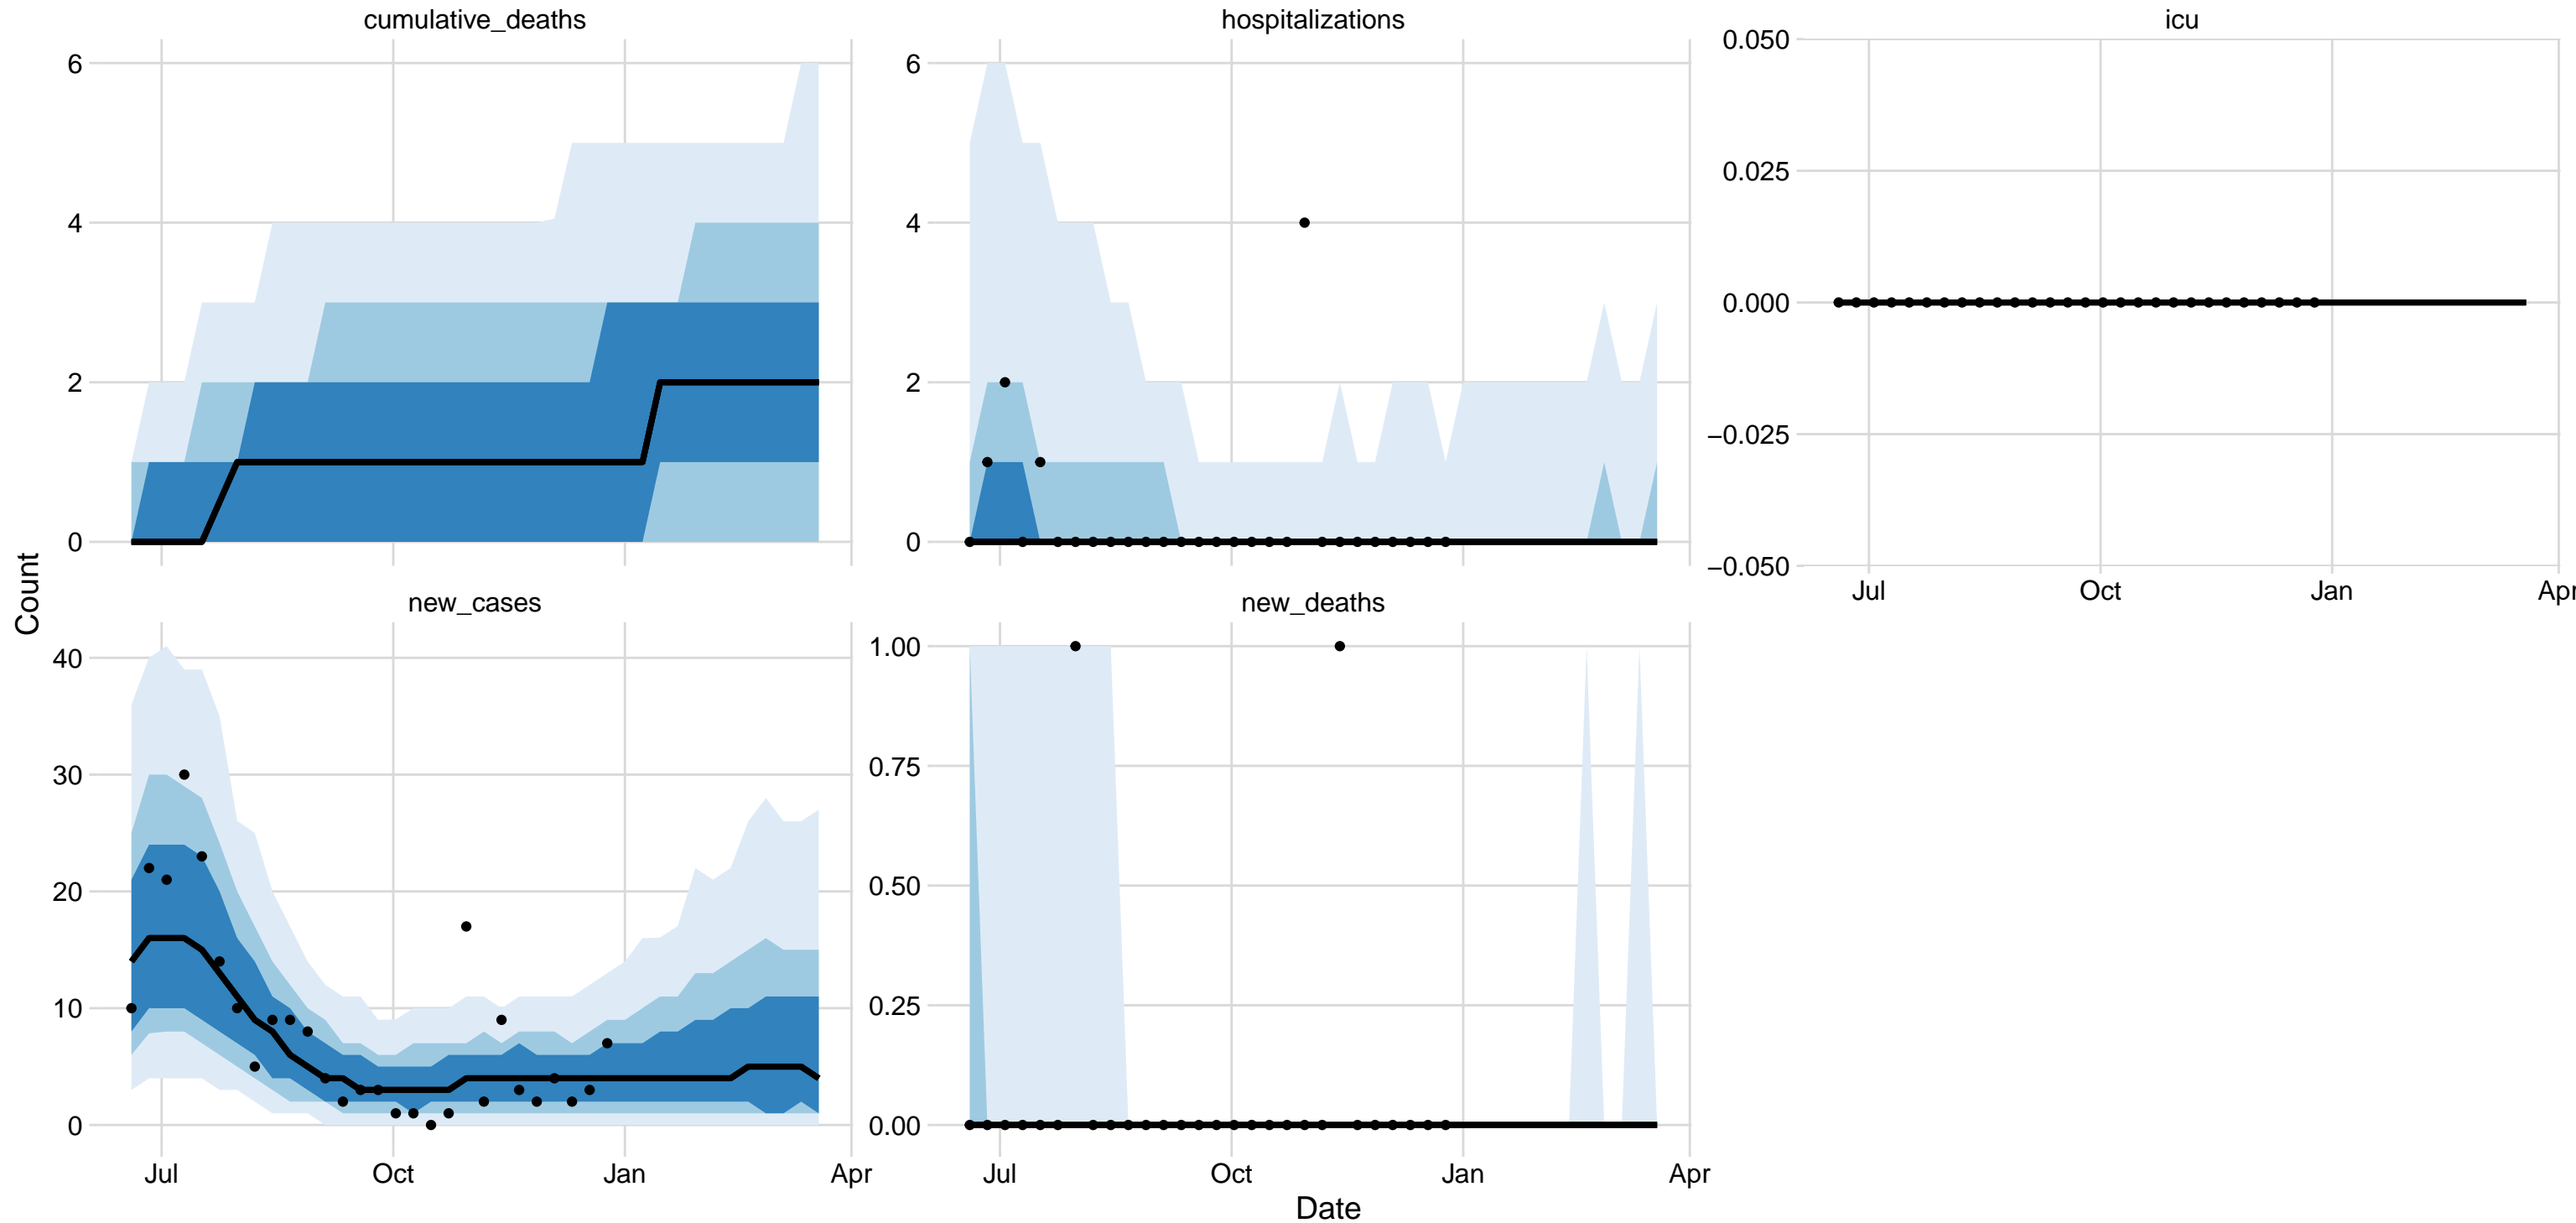 cumulative_deaths
hospitalizations
icu
6
4
2
0
6
4
2
0
0.050
0.025
0.000
−0.025
−0.050
Jul
Oct
Jan
Apr
Count
new_cases
new_deaths
40
30
20
10
0
1.00
0.75
0.50
0.25
0.00
Jul
Oct
Jan
Apr
Jul
Oct
Jan
Apr
Date